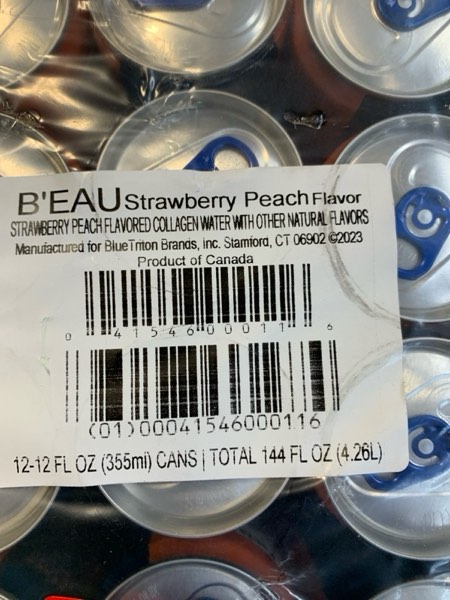 B'EAU Strawberry Peach Flavor
STRAWBERRY PEACH FLAVORED COLLAGEN WATER WITH OTHER NATURAL FLAVORS
Manufactured for BlueTriton Brands, Inc. Stamford, CT 06902 ©2023
Product of Canada
0 41546 00011 6
(01)00041546000116
12-12 FL OZ (355ml) CANS | TOTAL 144 FL OZ (4.26L)